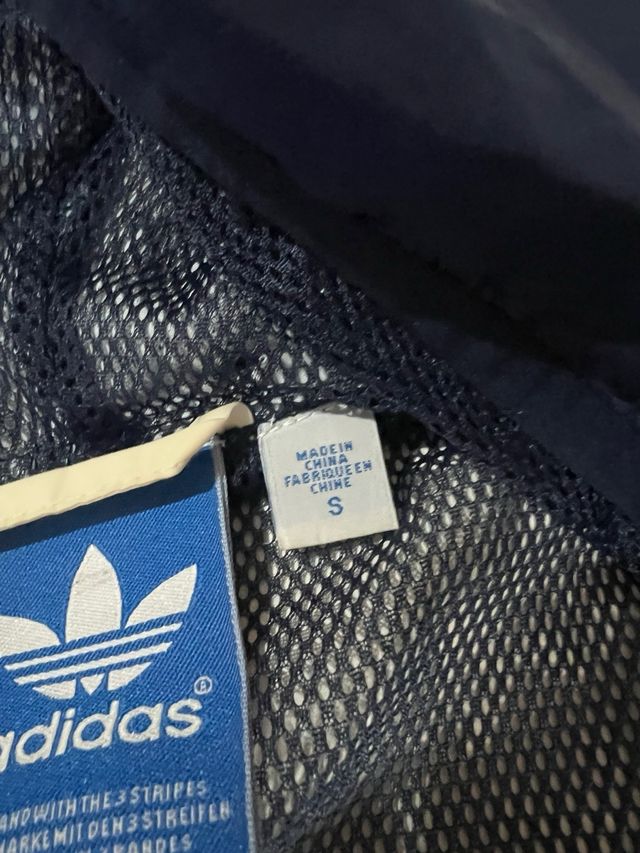 MADE IN
CHINA
FABRIQUE EN
CHINE
S
adidas®
AND WITH THE 3 STRIPES
MARKE MIT DEN 3 STREIFEN